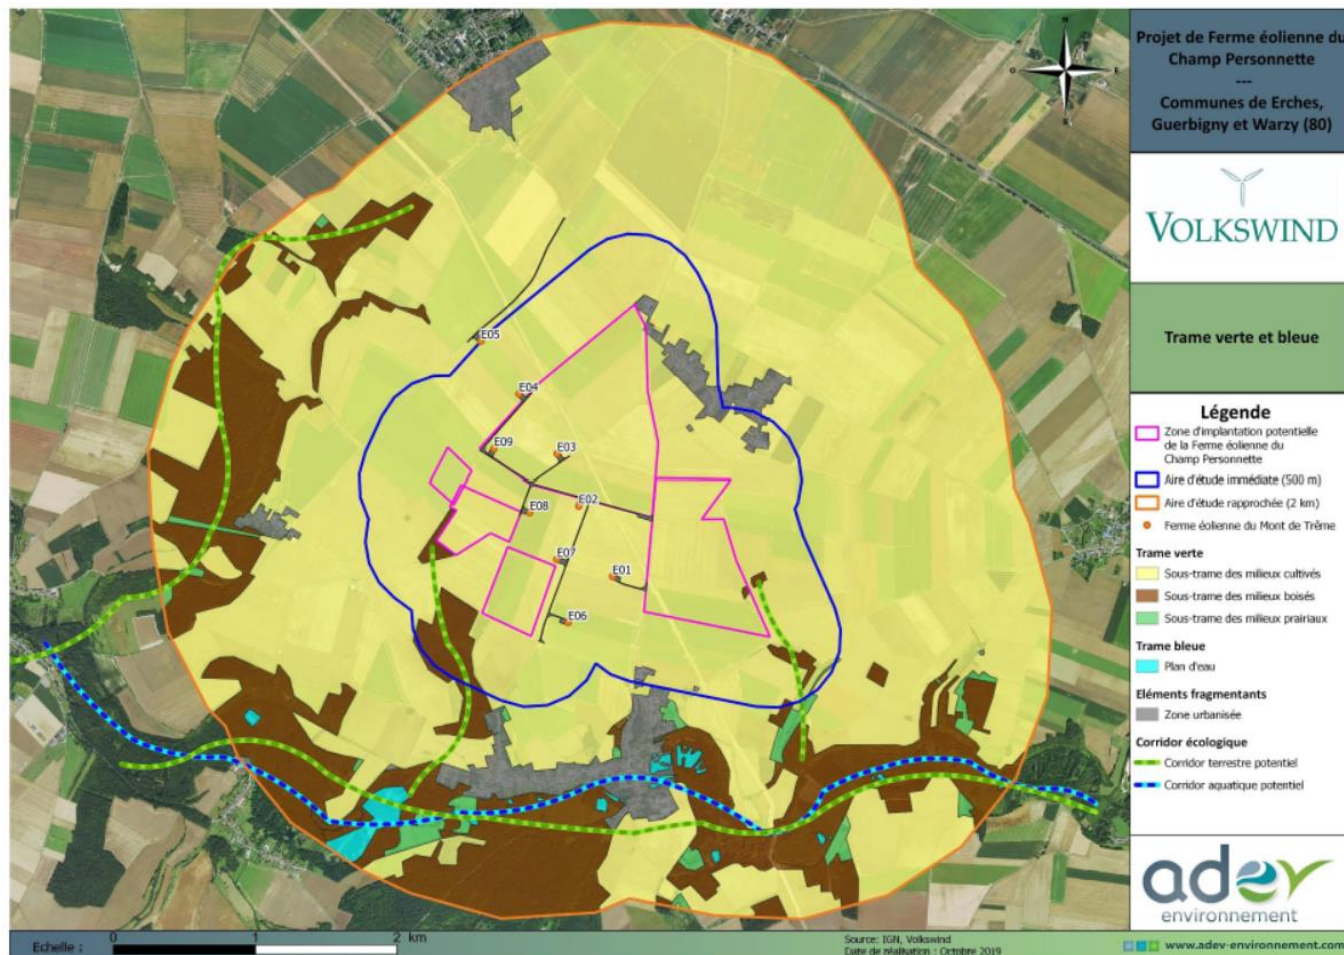 N
O
E
S
Projet de Ferme éolienne du
Champ Personnette
---
Communes de Erches,
Guerbigny et Warzy (80)
VOLKSWIND
Trame verte et bleue
Légende
Zone d'implantation potentielle
de la Ferme éolienne du
Champ Personnette
Aire d'étude immédiate (500 m)
Aire d'étude rapprochée (2 km)
Ferme éolienne du Mont de Trême
Trame verte
Sous-trame des milieux cultivés
Sous-trame des milieux boisés
Sous-trame des milieux prairiaux
Trame bleue
Plan d'eau
Eléments fragmentants
Zone urbanisée
Corridor écologique
Corridor terrestre potentiel
Corridor aquatique potentiel
adev
environnement
www.adev-environnement.com
E05
E04
E09
E03
E02
E08
E07
E01
E06
Echelle :
0 1 2 km
Source: IGN, Volkswind
Date de réalisation : Octobre 2019